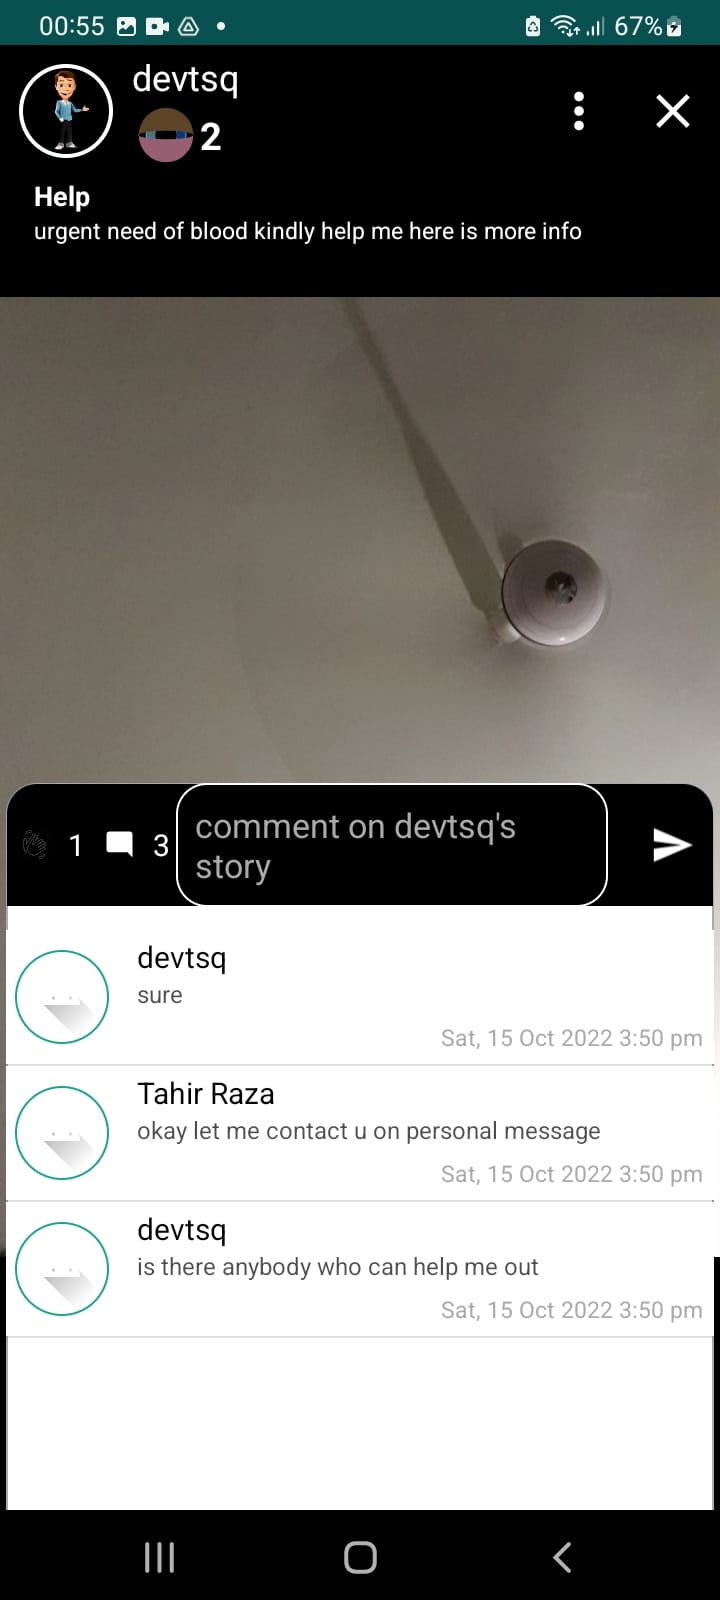 00:55
67%
devtsq
2
Help
urgent need of blood kindly help me here is more info
1
3
comment on devtsq's
story
devtsq
sure
Sat, 15 Oct 2022 3:50 pm
Tahir Raza
okay let me contact u on personal message
Sat, 15 Oct 2022 3:50 pm
devtsq
is there anybody who can help me out
Sat, 15 Oct 2022 3:50 pm